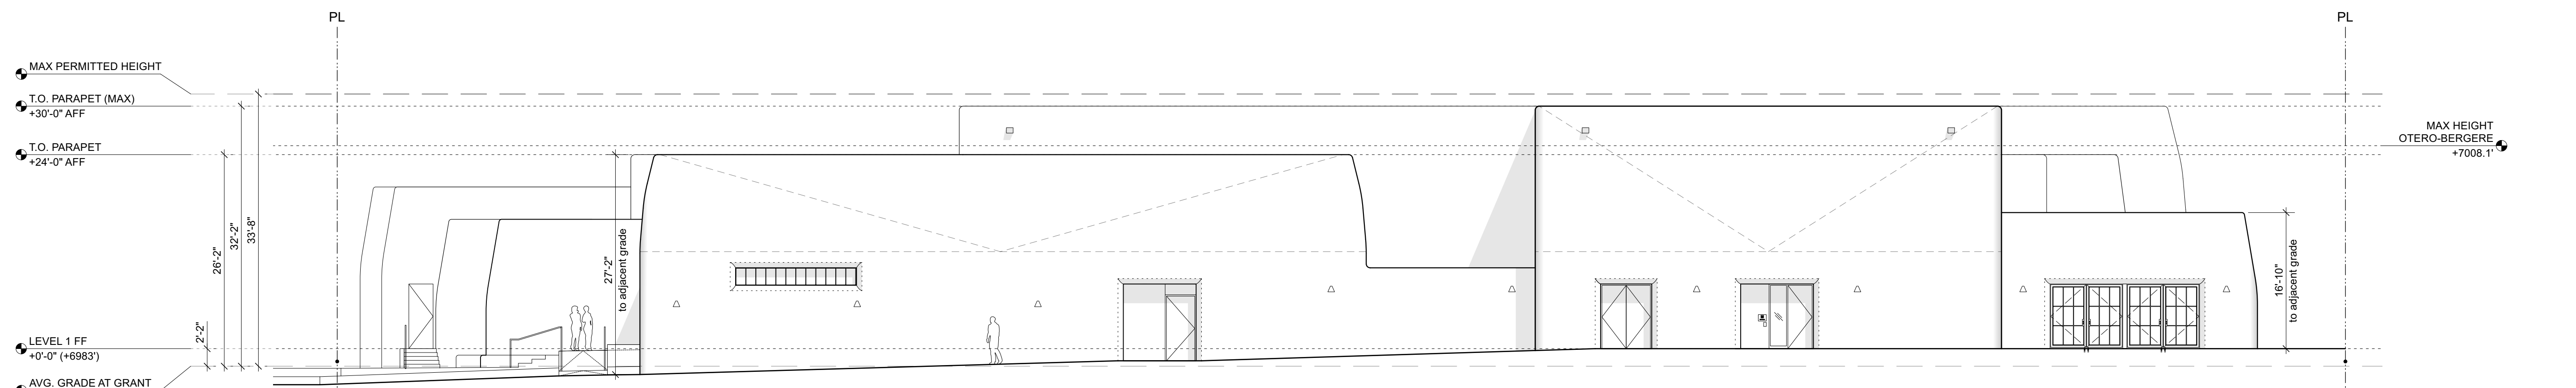 PL
PL
MAX PERMITTED HEIGHT
T.O. PARAPET (MAX)
+30'-0" AFF
T.O. PARAPET
+24'-0" AFF
MAX HEIGHT
OTERO-BERGERE
+7008.1'
26'-2"
32'-2"
33'-8"
2'-2"
27'-2"
to adjacent grade
16'-10"
to adjacent grade
LEVEL 1 FF
+0'-0" (+6983')
AVG. GRADE AT GRANT